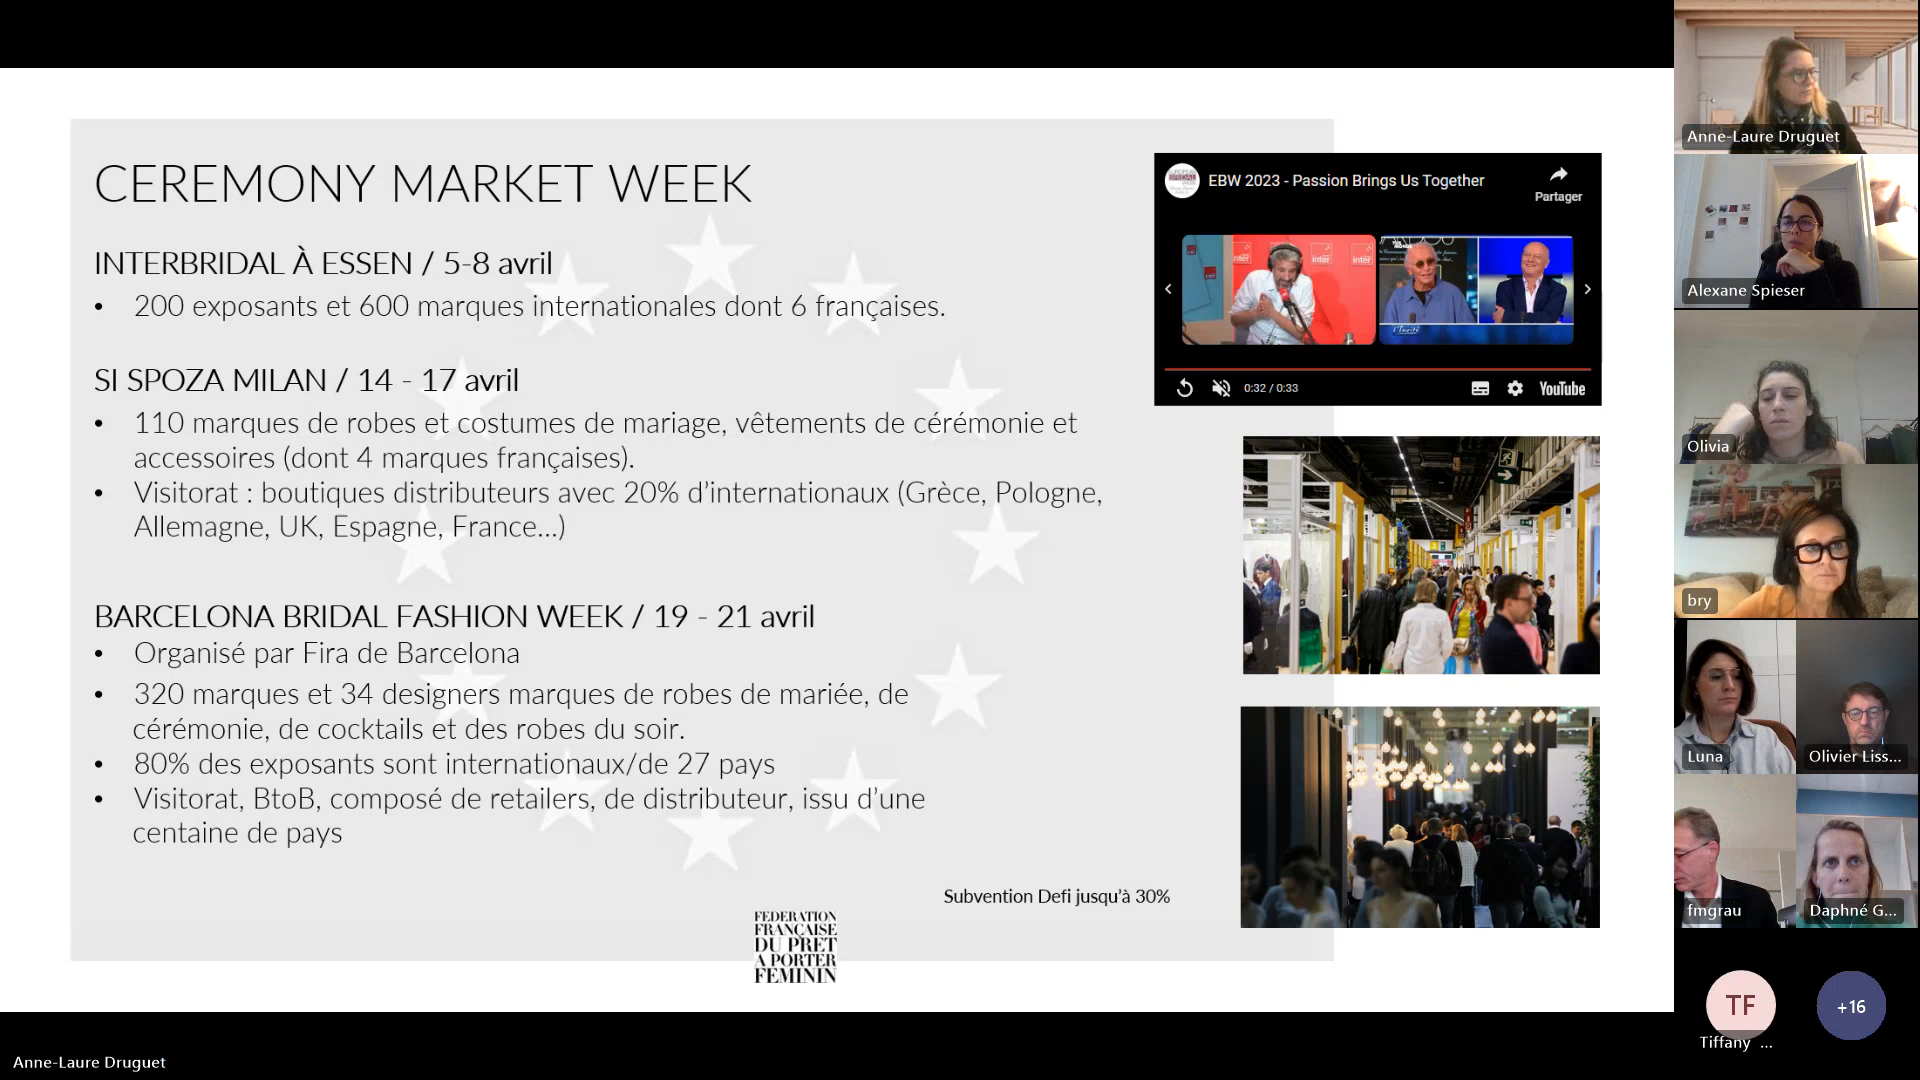 CEREMONY MARKET WEEK
INTERBRIDAL À ESSEN / 5-8 avril
• 200 exposants et 600 marques internationales dont 6 françaises.
SI SPOZA MILAN / 14 - 17 avril
• 110 marques de robes et costumes de mariage, vêtements de cérémonie et
accessoires (dont 4 marques françaises).
• Visitorat : boutiques distributeurs avec 20% d’internationaux (Grèce, Pologne,
Allemagne, UK, Espagne, France…)
BARCELONA BRIDAL FASHION WEEK / 19 - 21 avril
• Organisé par Fira de Barcelona
• 320 marques et 34 designers marques de robes de mariée, de
cérémonie, de cocktails et des robes du soir.
• 80% des exposants sont internationaux/de 27 pays
• Visitorat, BtoB, composé de retailers, de distributeur, issu d’une
centaine de pays
Subvention Defi jusqu’à 30%
FEDERATION
FRANÇAISE
DU PRET
A PORTER
FEMININ
EBW 2023 - Passion Brings Us Together
Partager
inter
inter
0:32 / 0:33
YouTube
Anne-Laure Druguet
Alexane Spieser
Olivia
bry
Luna
Olivier Liss...
fmgrau
Daphné G...
TF
+16
Tiffany ...
Anne-Laure Druguet